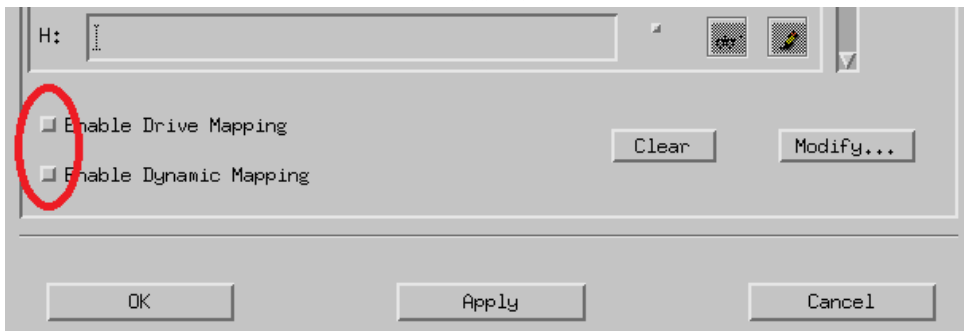 H:
Enable Drive Mapping
Clear
Modify...
Enable Dynamic Mapping
OK
Apply
Cancel